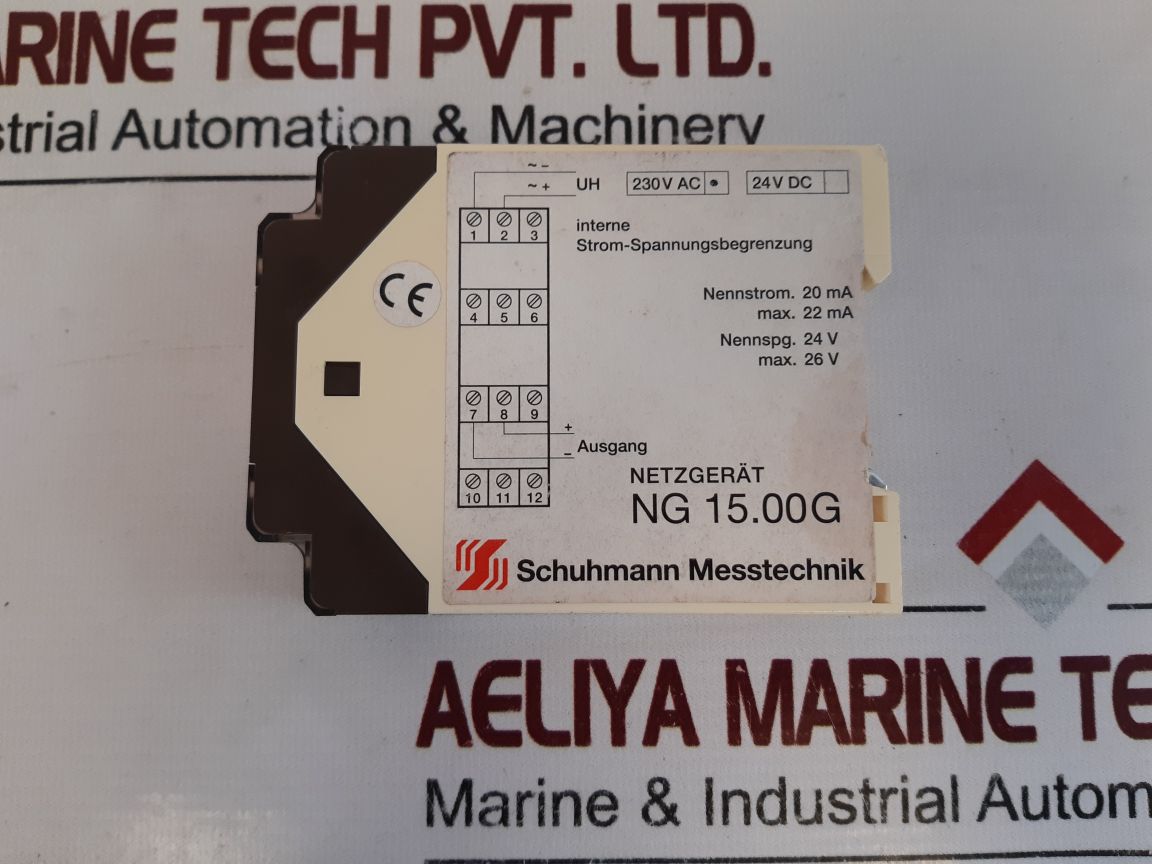 ARINE TECH PVT. LTD.
strial Automation & Machinery
~ –
~ +
UH 230V AC 24V DC
1 2 3
interne
Strom-Spannungsbegrenzung
CE
4 5 6
Nennstrom. 20 mA
max. 22 mA
Nennspg. 24 V
max. 26 V
7 8 9
+
– Ausgang
10 11 12
NETZGERÄT
NG 15.00G
Schuhmann Messtechnik
AELIYA MARINE TE
Marine & Industrial Autom